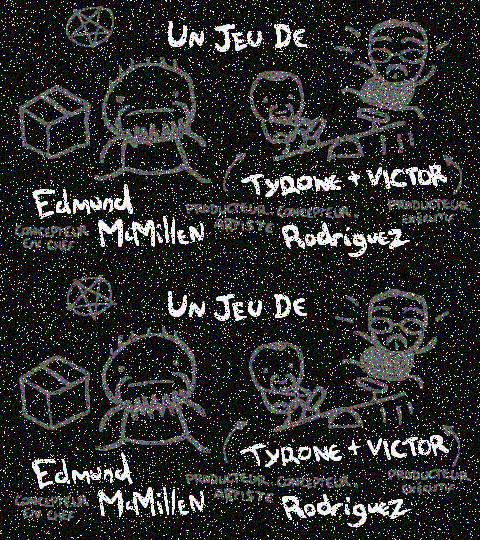 UN JEU DE
TYRONE + VICTOR
Edmund
PRODUCTEUR. CONCEPTEUR. PRODUCTEUR
ARTISTE EXÉCUTIF
CONCEPTEUR McMillEN Rodriguez
EN CHEF
UN JEU DE
TYRONE + VICTOR
Edmund
PRODUCTEUR. CONCEPTEUR. PRODUCTEUR
ARTISTE EXÉCUTIF
CONCEPTEUR McMillEN Rodriguez
EN CHEF